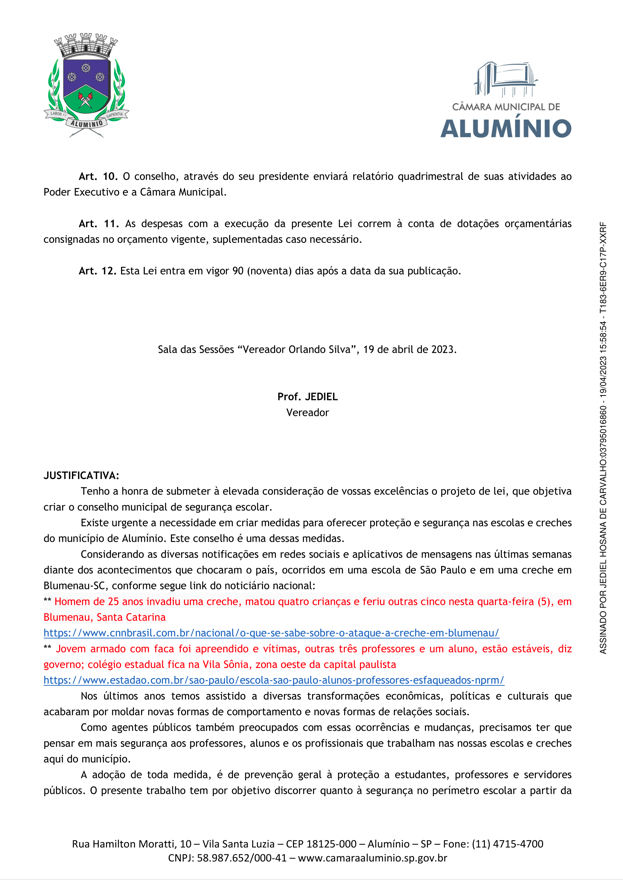 ALUMÍNIO
CÂMARA MUNICIPAL DE
ALUMÍNIO
Art. 10. O conselho, através do seu presidente enviará relatório quadrimestral de suas atividades ao
Poder Executivo e a Câmara Municipal.
Art. 11. As despesas com a execução da presente Lei correm à conta de dotações orçamentárias
consignadas no orçamento vigente, suplementadas caso necessário.
Art. 12. Esta Lei entra em vigor 90 (noventa) dias após a data da sua publicação.
Sala das Sessões “Vereador Orlando Silva”, 19 de abril de 2023.
Prof. JEDIEL
Vereador
JUSTIFICATIVA:
Tenho a honra de submeter à elevada consideração de vossas excelências o projeto de lei, que objetiva
criar o conselho municipal de segurança escolar.
Existe urgente a necessidade em criar medidas para oferecer proteção e segurança nas escolas e creches
do município de Alumínio. Este conselho é uma dessas medidas.
Considerando as diversas notificações em redes sociais e aplicativos de mensagens nas últimas semanas
diante dos acontecimentos que chocaram o país, ocorridos em uma escola de São Paulo e em uma creche em
Blumenau-SC, conforme segue link do noticiário nacional:
** Homem de 25 anos invadiu uma creche, matou quatro crianças e feriu outras cinco nesta quarta-feira (5), em
Blumenau, Santa Catarina
https://www.cnnbrasil.com.br/nacional/o-que-se-sabe-sobre-o-ataque-a-creche-em-blumenau/
** Jovem armado com faca foi apreendido e vítimas, outras três professores e um aluno, estão estáveis, diz
governo; colégio estadual fica na Vila Sônia, zona oeste da capital paulista
https://www.estadao.com.br/sao-paulo/escola-sao-paulo-alunos-professores-esfaqueados-nprm/
Nos últimos anos temos assistido a diversas transformações econômicas, políticas e culturais que
acabaram por moldar novas formas de comportamento e novas formas de relações sociais.
Como agentes públicos também preocupados com essas ocorrências e mudanças, precisamos ter que
pensar em mais segurança aos professores, alunos e os profissionais que trabalham nas nossas escolas e creches
aqui do município.
A adoção de toda medida, é de prevenção geral à proteção a estudantes, professores e servidores
públicos. O presente trabalho tem por objetivo discorrer quanto à segurança no perímetro escolar a partir da
Rua Hamilton Moratti, 10 – Vila Santa Luzia – CEP 18125-000 – Alumínio – SP – Fone: (11) 4715-4700
CNPJ: 58.987.652/000-41 – www.camaraaluminio.sp.gov.br
ASSINADO POR JEDIEL HOSANA DE CARVALHO:03795016860 - 19/04/2023 15:58:54 - T183-6ER9-C17P-XXRF